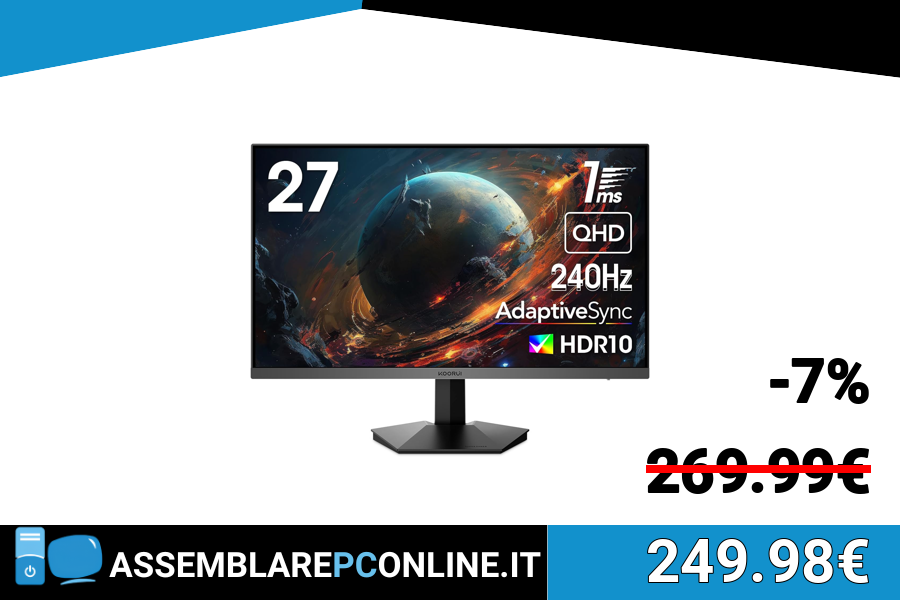 27
1ms
QHD
240Hz
AdaptiveSync
HDR10
KOORUI
-7%
269.99€
ASSEMBLAREPCONLINE.IT
249.98€